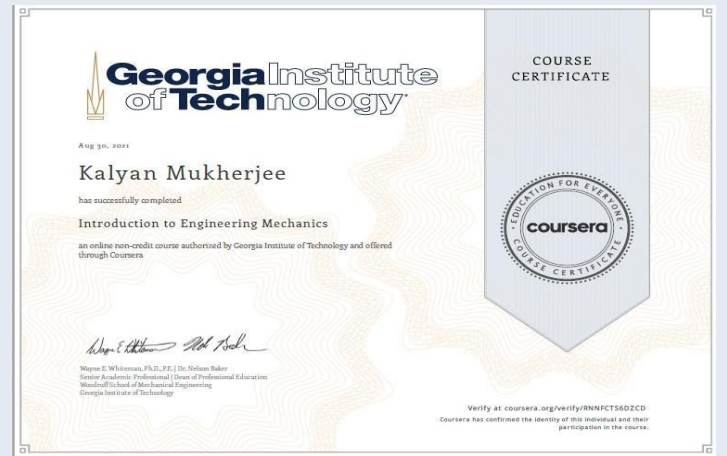 Georgia Institute
of Technology
COURSE
CERTIFICATE
Aug 30, 2021
Kalyan Mukherjee
has successfully completed
Introduction to Engineering Mechanics
an online non-credit course authorized by Georgia Institute of Technology and offered
through Coursera
EDUCATION FOR EVERYONE
coursera
COURSE CERTIFICATE
Wayne E. Whiteman, Ph.D., P.E. | Dr. Nelson Baker
Senior Academic Professional | Dean of Professional Education
Woodruff School of Mechanical Engineering
Georgia Institute of Technology
Verify at coursera.org/verify/RNNFCTS6DZCD
Coursera has confirmed the identity of this individual and their
participation in the course.